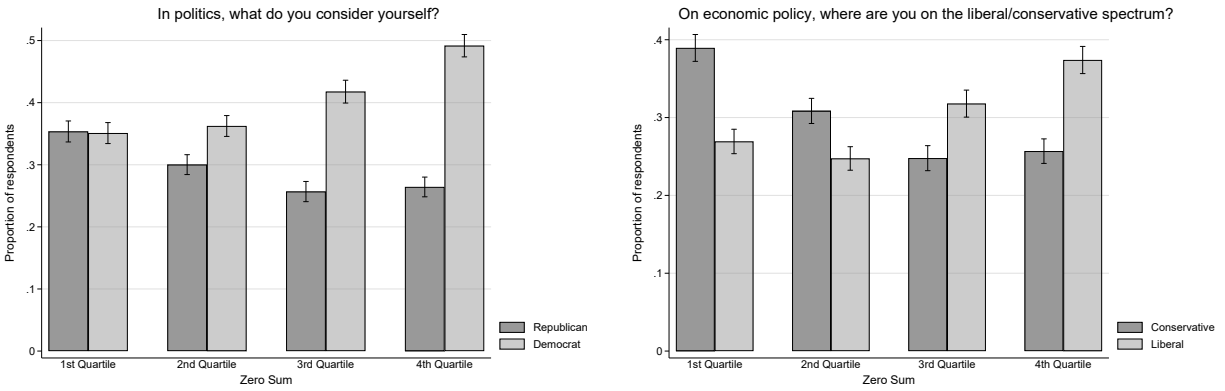 In politics, what do you consider yourself?
Proportion of respondents
.5
.4
.3
.2
.1
0
1st Quartile 2nd Quartile 3rd Quartile 4th Quartile
Zero Sum
Republican
Democrat
On economic policy, where are you on the liberal/conservative spectrum?
Proportion of respondents
.4
.3
.2
.1
0
1st Quartile 2nd Quartile 3rd Quartile 4th Quartile
Zero Sum
Conservative
Liberal